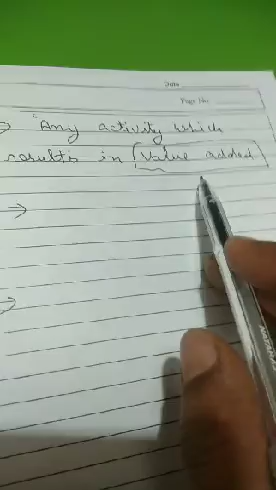 Date
Page No.
→ "Any activity which
results in [Value added]
→
→